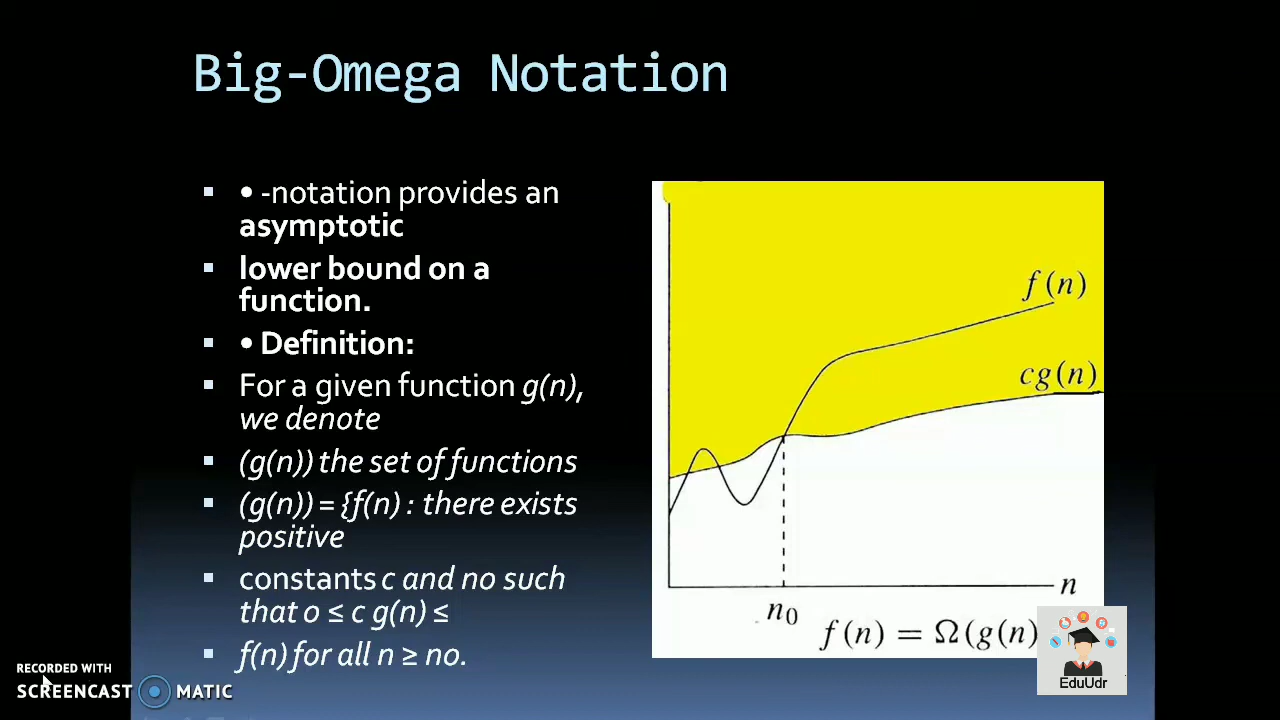 Big-Omega Notation
▪ • -notation provides an
asymptotic
▪ lower bound on a
function.
▪ • Definition:
▪ For a given function g(n),
we denote
▪ (g(n)) the set of functions
▪ (g(n)) = {f(n) : there exists
positive
▪ constants c and no such
that 0 ≤ c g(n) ≤
▪ f(n) for all n ≥ no.
f(n)
cg(n)
n
n₀
f(n) = Ω(g(n)
EduUdr
RECORDED WITH
SCREENCAST MATIC